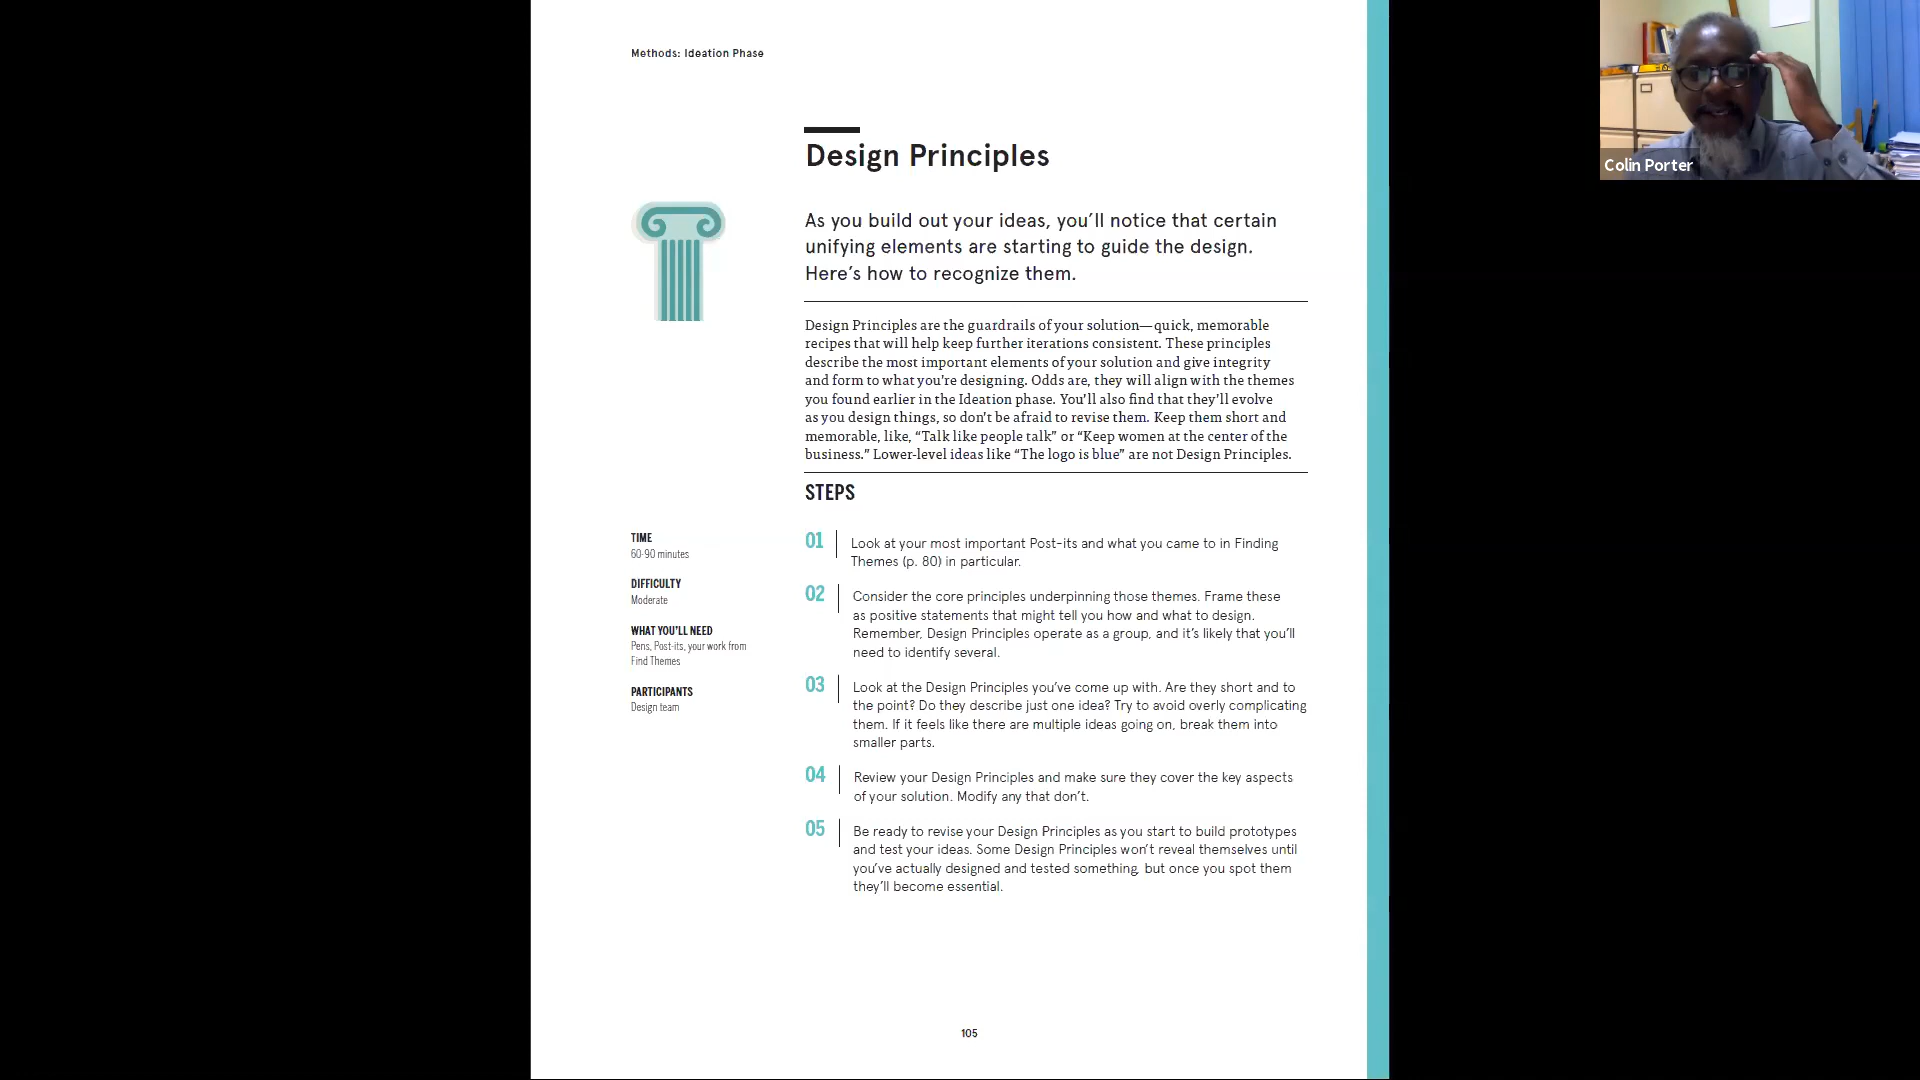 Methods: Ideation Phase
Design Principles
As you build out your ideas, you’ll notice that certain
unifying elements are starting to guide the design.
Here’s how to recognize them.
Design Principles are the guardrails of your solution—quick, memorable
recipes that will help keep further iterations consistent. These principles
describe the most important elements of your solution and give integrity
and form to what you’re designing. Odds are, they will align with the themes
you found earlier in the Ideation phase. You’ll also find that they’ll evolve
as you design things, so don’t be afraid to revise them. Keep them short and
memorable, like, “Talk like people talk” or “Keep women at the center of the
business.” Lower-level ideas like “The logo is blue” are not Design Principles.
STEPS
TIME
60-90 minutes
DIFFICULTY
Moderate
WHAT YOU’LL NEED
Pens, Post-its, your work from
Find Themes
PARTICIPANTS
Design team
01 Look at your most important Post-its and what you came to in Finding
Themes (p. 80) in particular.
02 Consider the core principles underpinning those themes. Frame these
as positive statements that might tell you how and what to design.
Remember, Design Principles operate as a group, and it’s likely that you’ll
need to identify several.
03 Look at the Design Principles you’ve come up with. Are they short and to
the point? Do they describe just one idea? Try to avoid overly complicating
them. If it feels like there are multiple ideas going on, break them into
smaller parts.
04 Review your Design Principles and make sure they cover the key aspects
of your solution. Modify any that don’t.
05 Be ready to revise your Design Principles as you start to build prototypes
and test your ideas. Some Design Principles won’t reveal themselves until
you’ve actually designed and tested something, but once you spot them
they’ll become essential.
105
Colin Porter